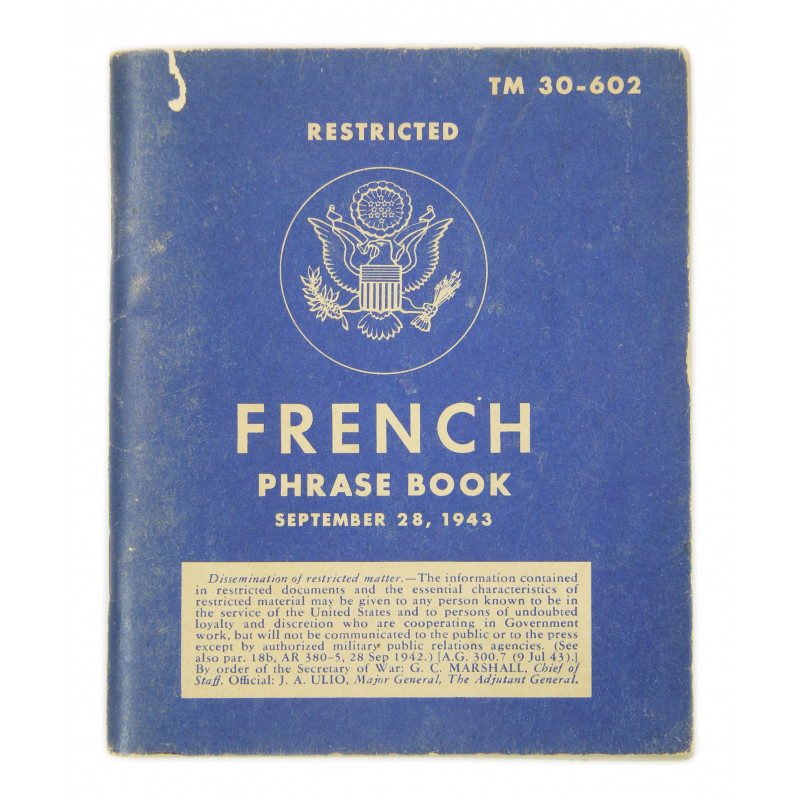 TM 30-602
RESTRICTED
FRENCH
PHRASE BOOK
SEPTEMBER 28, 1943
Dissemination of restricted matter.—The information contained
in restricted documents and the essential characteristics of
restricted material may be given to any person known to be in
the service of the United States and to persons of undoubted
loyalty and discretion who are cooperating in Government
work, but will not be communicated to the public or to the press
except by authorized military public relations agencies. (See
also par. 18b, AR 380-5, 28 Sep 1942.) [A.G. 300.7 (9 Jul 43).]
By order of the Secretary of War: G. C. MARSHALL, Chief of
Staff. Official: J. A. ULIO, Major General, The Adjutant General.